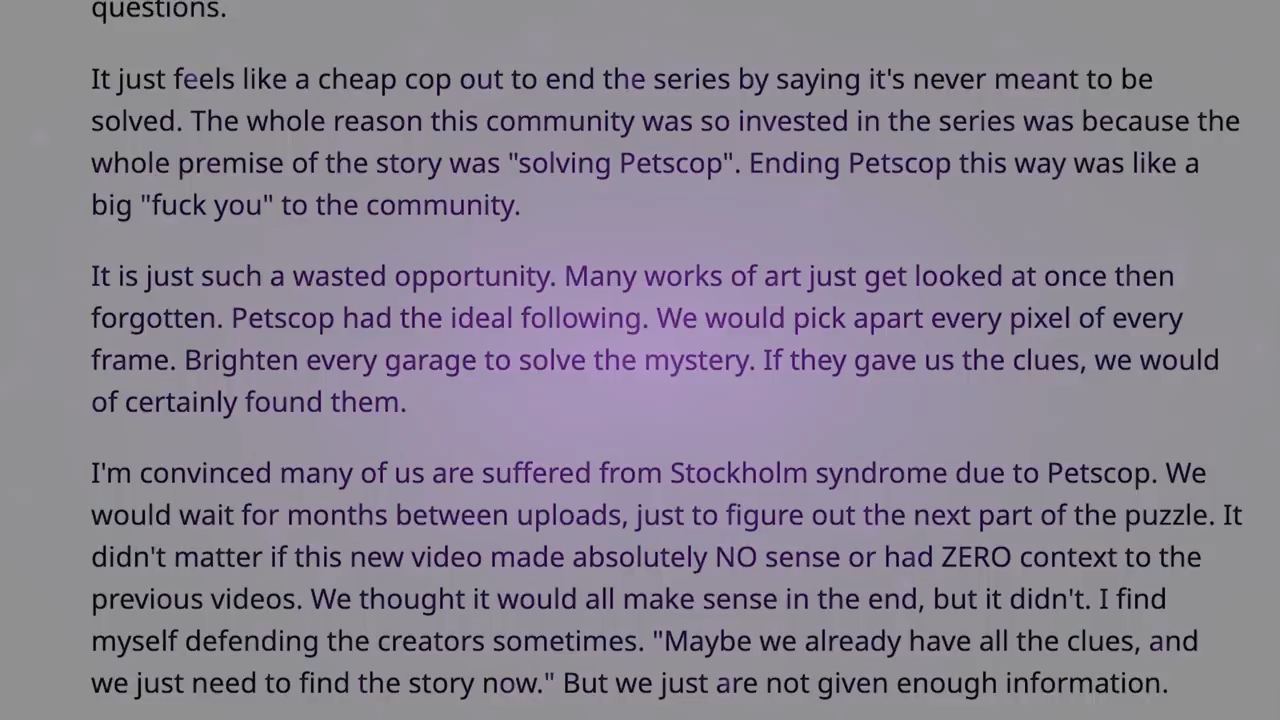 questions.
It just feels like a cheap cop out to end the series by saying it's never meant to be
solved. The whole reason this community was so invested in the series was because the
whole premise of the story was "solving Petscop". Ending Petscop this way was like a
big "fuck you" to the community.
It is just such a wasted opportunity. Many works of art just get looked at once then
forgotten. Petscop had the ideal following. We would pick apart every pixel of every
frame. Brighten every garage to solve the mystery. If they gave us the clues, we would
of certainly found them.
I'm convinced many of us are suffered from Stockholm syndrome due to Petscop. We
would wait for months between uploads, just to figure out the next part of the puzzle. It
didn't matter if this new video made absolutely NO sense or had ZERO context to the
previous videos. We thought it would all make sense in the end, but it didn't. I find
myself defending the creators sometimes. "Maybe we already have all the clues, and
we just need to find the story now." But we just are not given enough information.